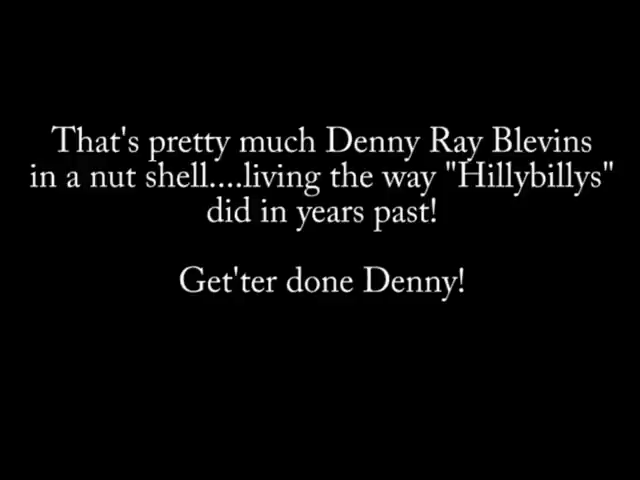 That's pretty much Denny Ray Blevins
in a nut shell....living the way "Hillybillys"
did in years past!
Get'ter done Denny!